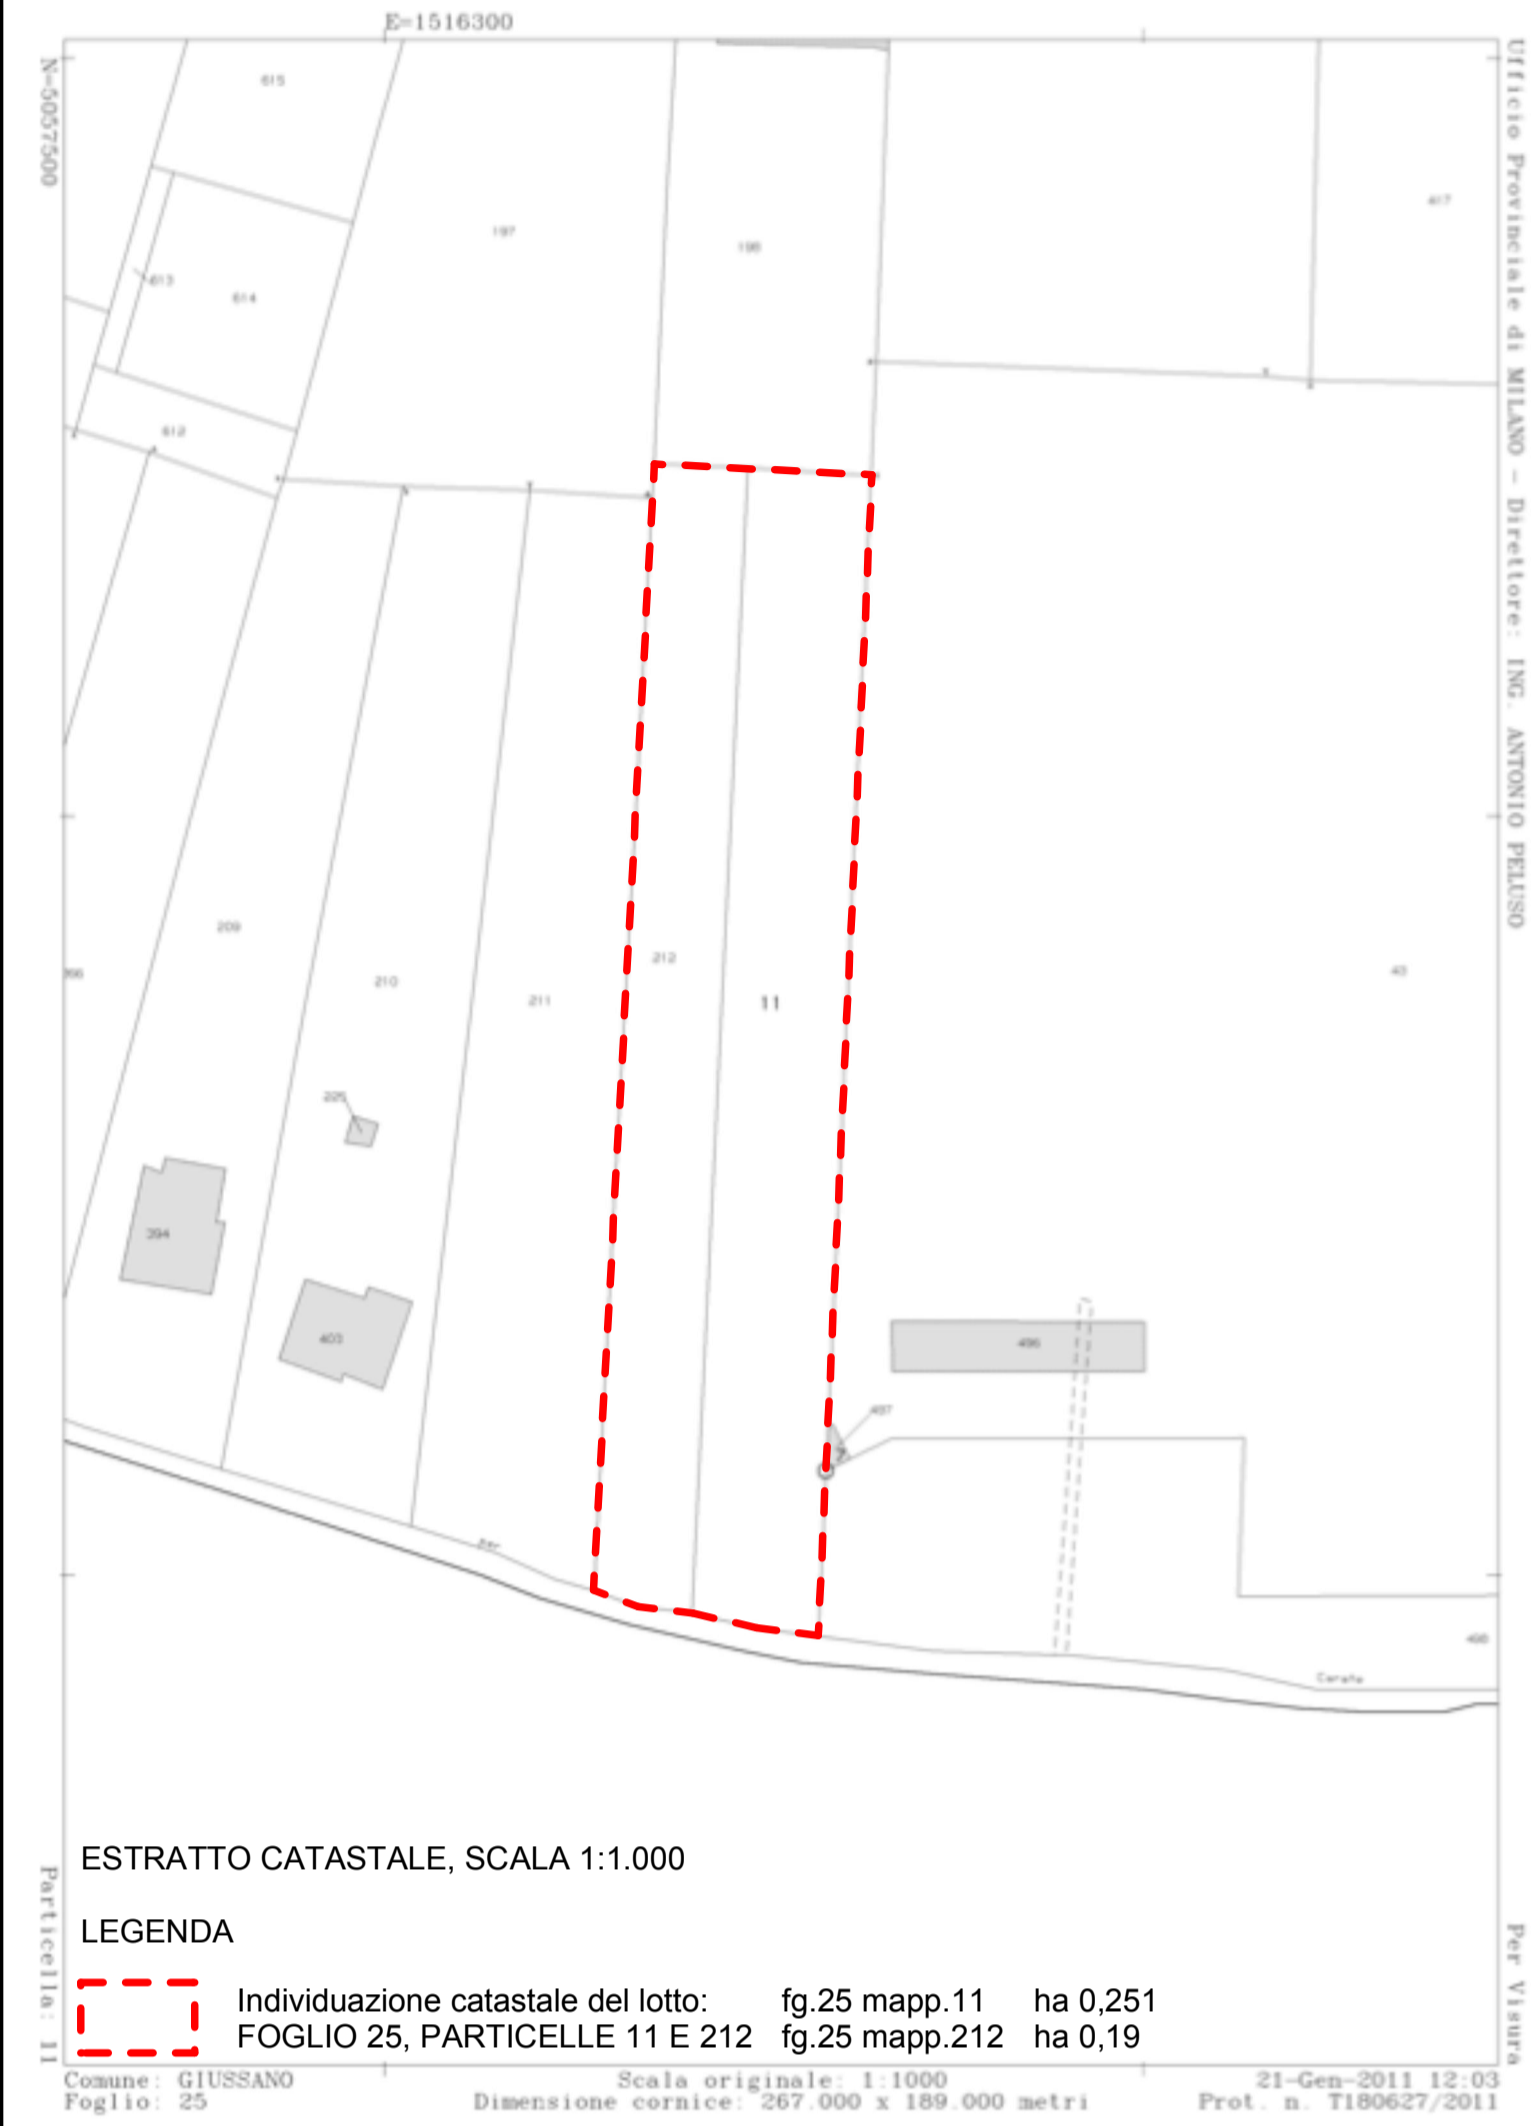 E=1516300
N=5057500
Ufficio Provinciale di MILANO - Direttore: ING. ANTONIO PELUSO
615
417
197
198
613
614
612
209
212
210
211
11
43
225
394
403
496
497
Cerato
ESTRATTO CATASTALE, SCALA 1:1.000
LEGENDA
Individuazione catastale del lotto: fg.25 mapp.11 ha 0,251
FOGLIO 25, PARTICELLE 11 E 212 fg.25 mapp.212 ha 0,19
Particella: 11
Per Visura
Comune: GIUSSANO Scala originale: 1:1000 21-Gen-2011 12:03
Foglio: 25 Dimensione cornice: 267.000 x 189.000 metri Prot. n. T180627/2011